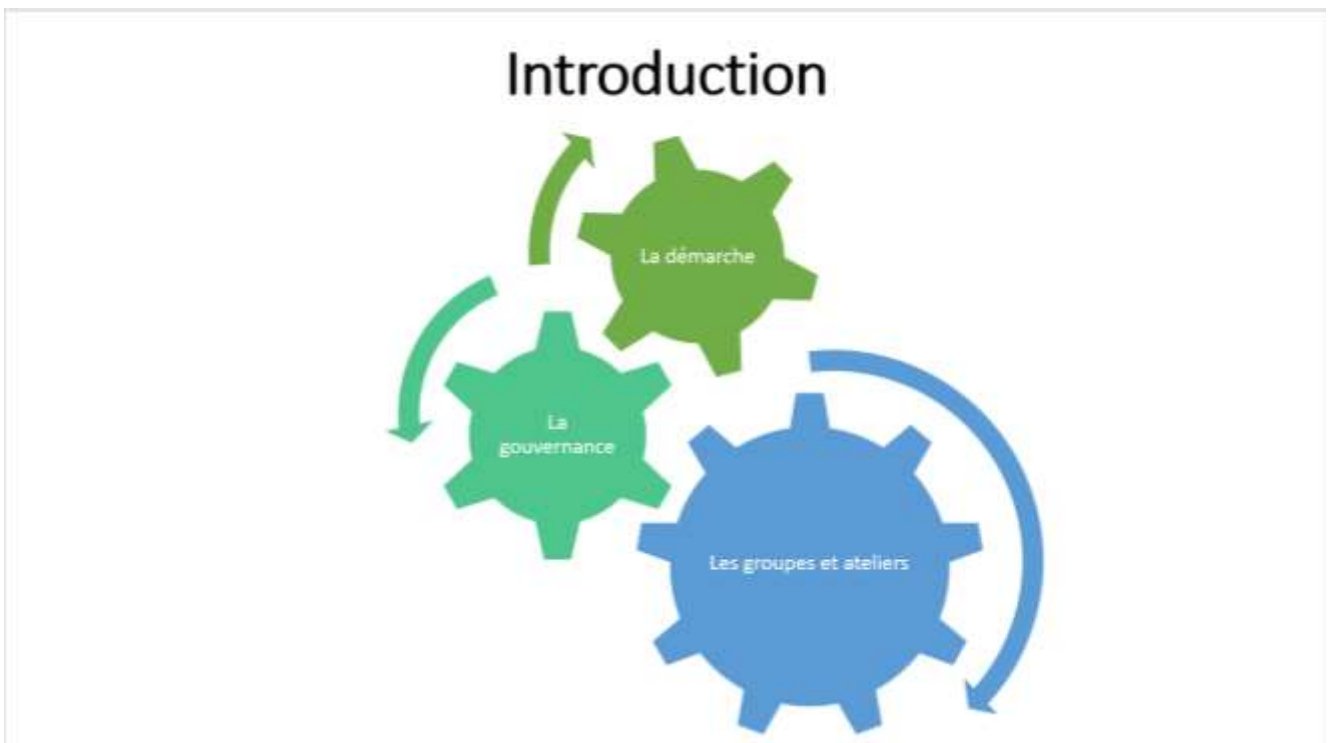 Introduction
La démarche
La
gouvernance
Les groupes et ateliers